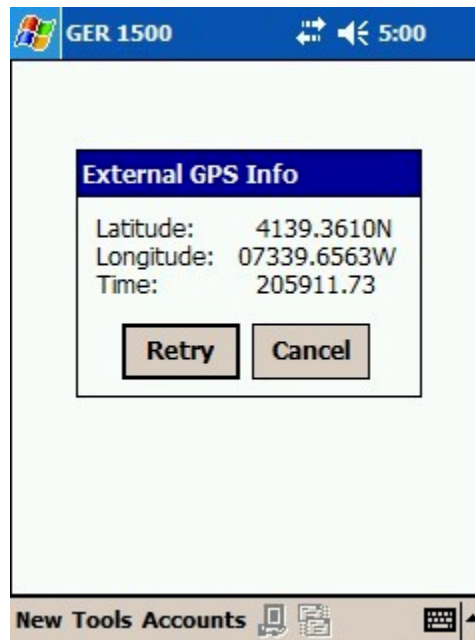 GER 1500 5:00
External GPS Info
Latitude: 4139.3610N
Longitude: 07339.6563W
Time: 205911.73
Retry Cancel
New Tools Accounts